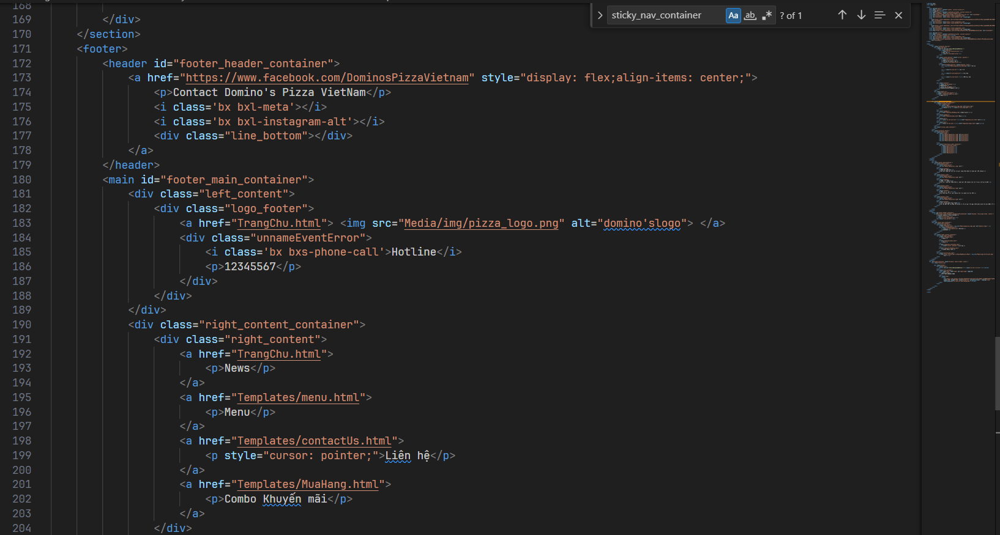 sticky_nav_container Aa ab ? of 1
168
169 </div>
170 </section>
171 <footer>
172 <header id="footer_header_container">
173 <a href="https://www.facebook.com/DominosPizzaVietnam" style="display: flex;align-items: center;">
174 <p>Contact Domino's Pizza VietNam</p>
175 <i class='bx bxl-meta'></i>
176 <i class='bx bxl-instagram-alt'></i>
177 <div class="line_bottom"></div>
178 </a>
179 </header>
180 <main id="footer_main_container">
181 <div class="left_content">
182 <div class="logo_footer">
183 <a href="TrangChu.html"> <img src="Media/img/pizza_logo.png" alt="domino'slogo"> </a>
184 <div class="unnameEventError">
185 <i class='bx bxs-phone-call'>Hotline</i>
186 <p>12345567</p>
187 </div>
188 </div>
189 </div>
190 <div class="right_content_container">
191 <div class="right_content">
192 <a href="TrangChu.html">
193 <p>News</p>
194 </a>
195 <a href="Templates/menu.html">
196 <p>Menu</p>
197 </a>
198 <a href="Templates/contactUs.html">
199 <p style="cursor: pointer;">Liên hệ</p>
200 </a>
201 <a href="Templates/MuaHang.html">
202 <p>Combo Khuyến mãi</p>
203 </a>
204 </div>